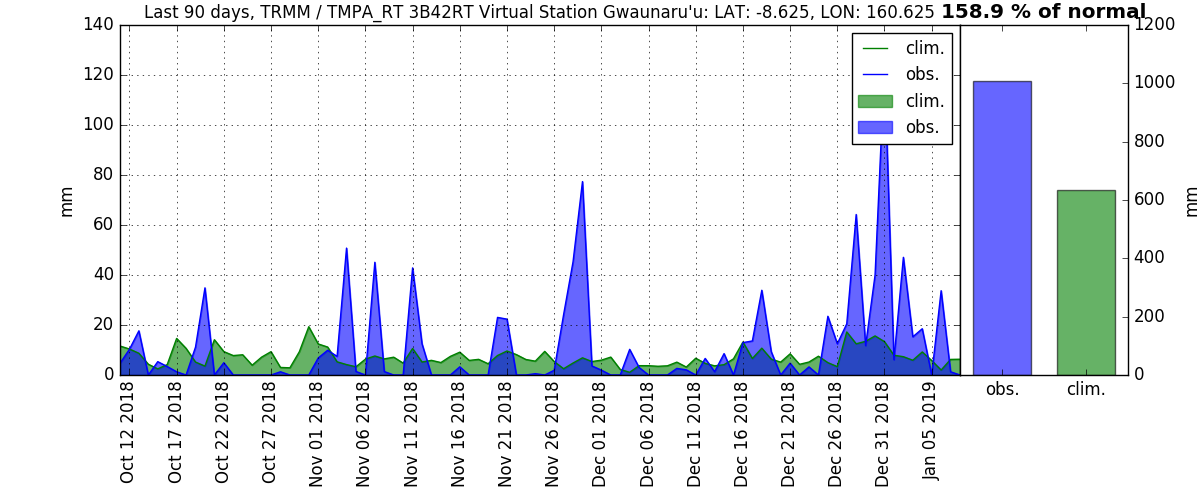 Last 90 days, TRMM / TMPA_RT 3B42RT Virtual Station Gwaunaru'u: LAT: -8.625, LON: 160.625 158.9 % of normal
140
120
100
80
60
40
20
0
mm
clim.
obs.
clim.
obs.
1200
1000
800
600
400
200
0
mm
obs. clim.
Oct 12 2018
Oct 17 2018
Oct 22 2018
Oct 27 2018
Nov 01 2018
Nov 06 2018
Nov 11 2018
Nov 16 2018
Nov 21 2018
Nov 26 2018
Dec 01 2018
Dec 06 2018
Dec 11 2018
Dec 16 2018
Dec 21 2018
Dec 26 2018
Dec 31 2018
Jan 05 2019